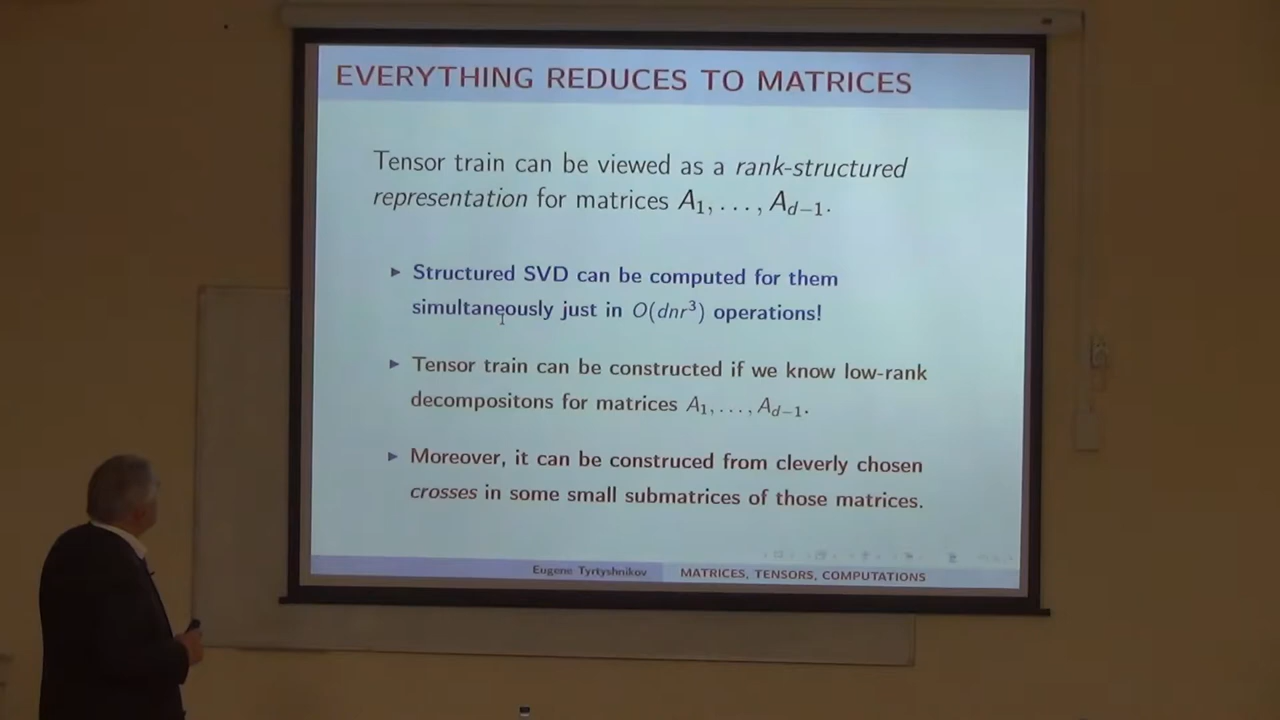 EVERYTHING REDUCES TO MATRICES
Tensor train can be viewed as a rank-structured
representation for matrices A₁, . . . , A_{d−1}.
▶ Structured SVD can be computed for them
simultaneously just in O(dnr³) operations!
▶ Tensor train can be constructed if we know low-rank
decompositons for matrices A₁, . . . , A_{d−1}.
▶ Moreover, it can be construced from cleverly chosen
crosses in some small submatrices of those matrices.
Eugene Tyrtyshnikov MATRICES, TENSORS, COMPUTATIONS